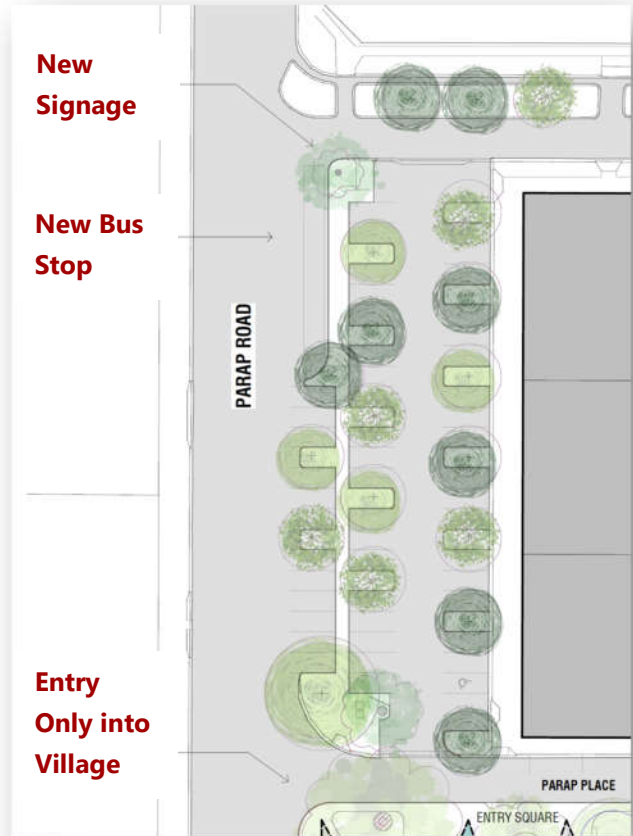 New
Signage
New Bus
Stop
PARAP ROAD
Entry
Only into
Village
PARAP PLACE
ENTRY SQUARE